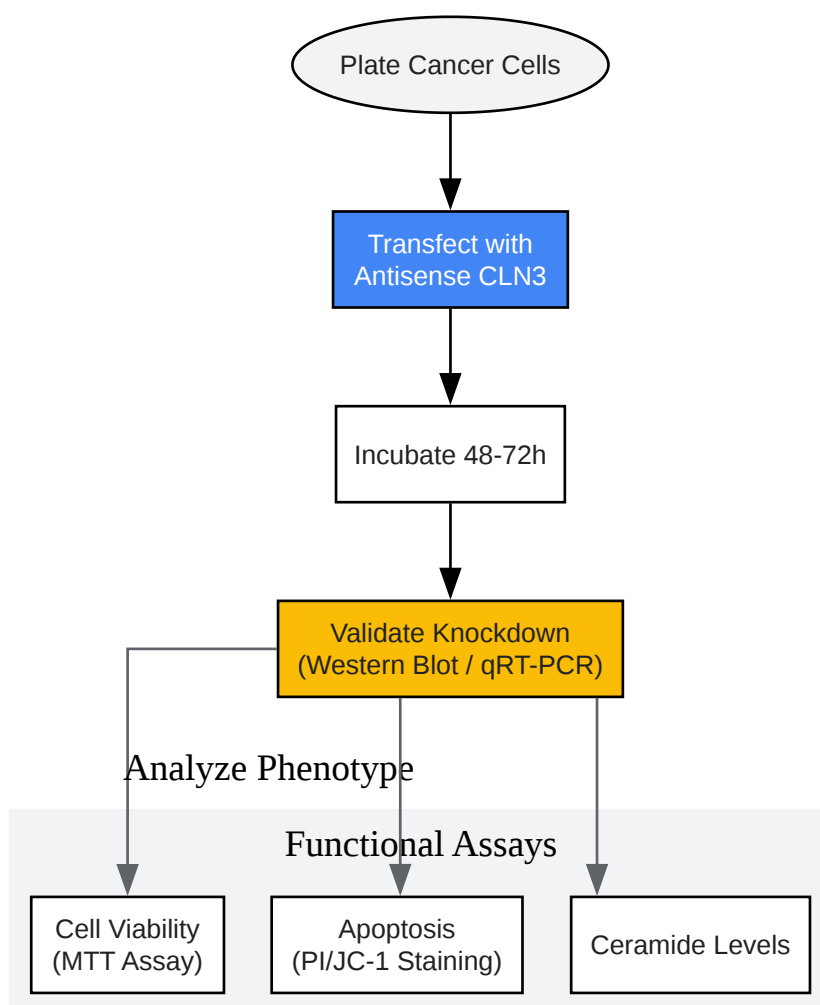 Plate Cancer Cells
Transfect with
Antisense CLN3
Incubate 48-72h
Validate Knockdown
(Western Blot / qRT-PCR)
Analyze Phenotype
Functional Assays
Cell Viability
(MTT Assay)
Apoptosis
(PI/JC-1 Staining)
Ceramide Levels